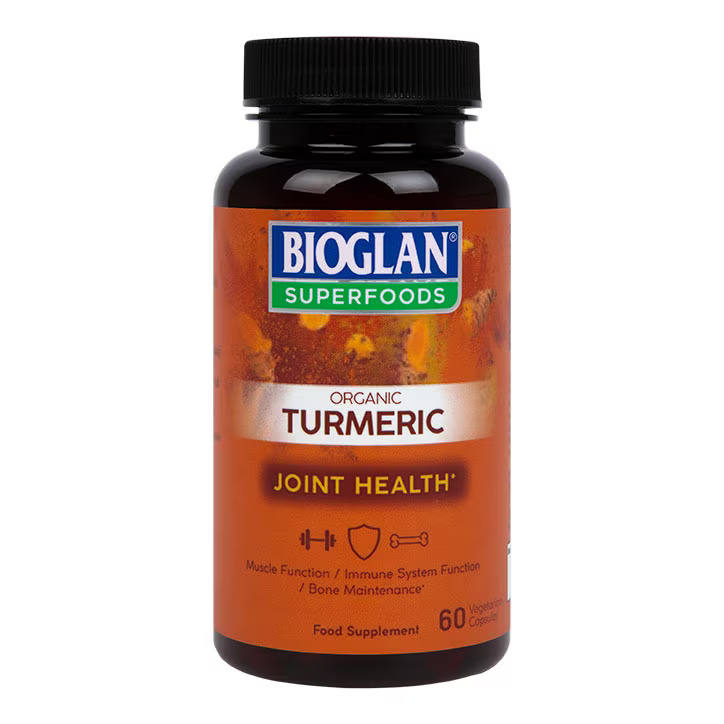 BIOGLAN®
SUPERFOODS
ORGANIC
TURMERIC
JOINT HEALTH*
Muscle Function / Immune System Function
/ Bone Maintenance*
60 Vegetarian
Capsules
Food Supplement